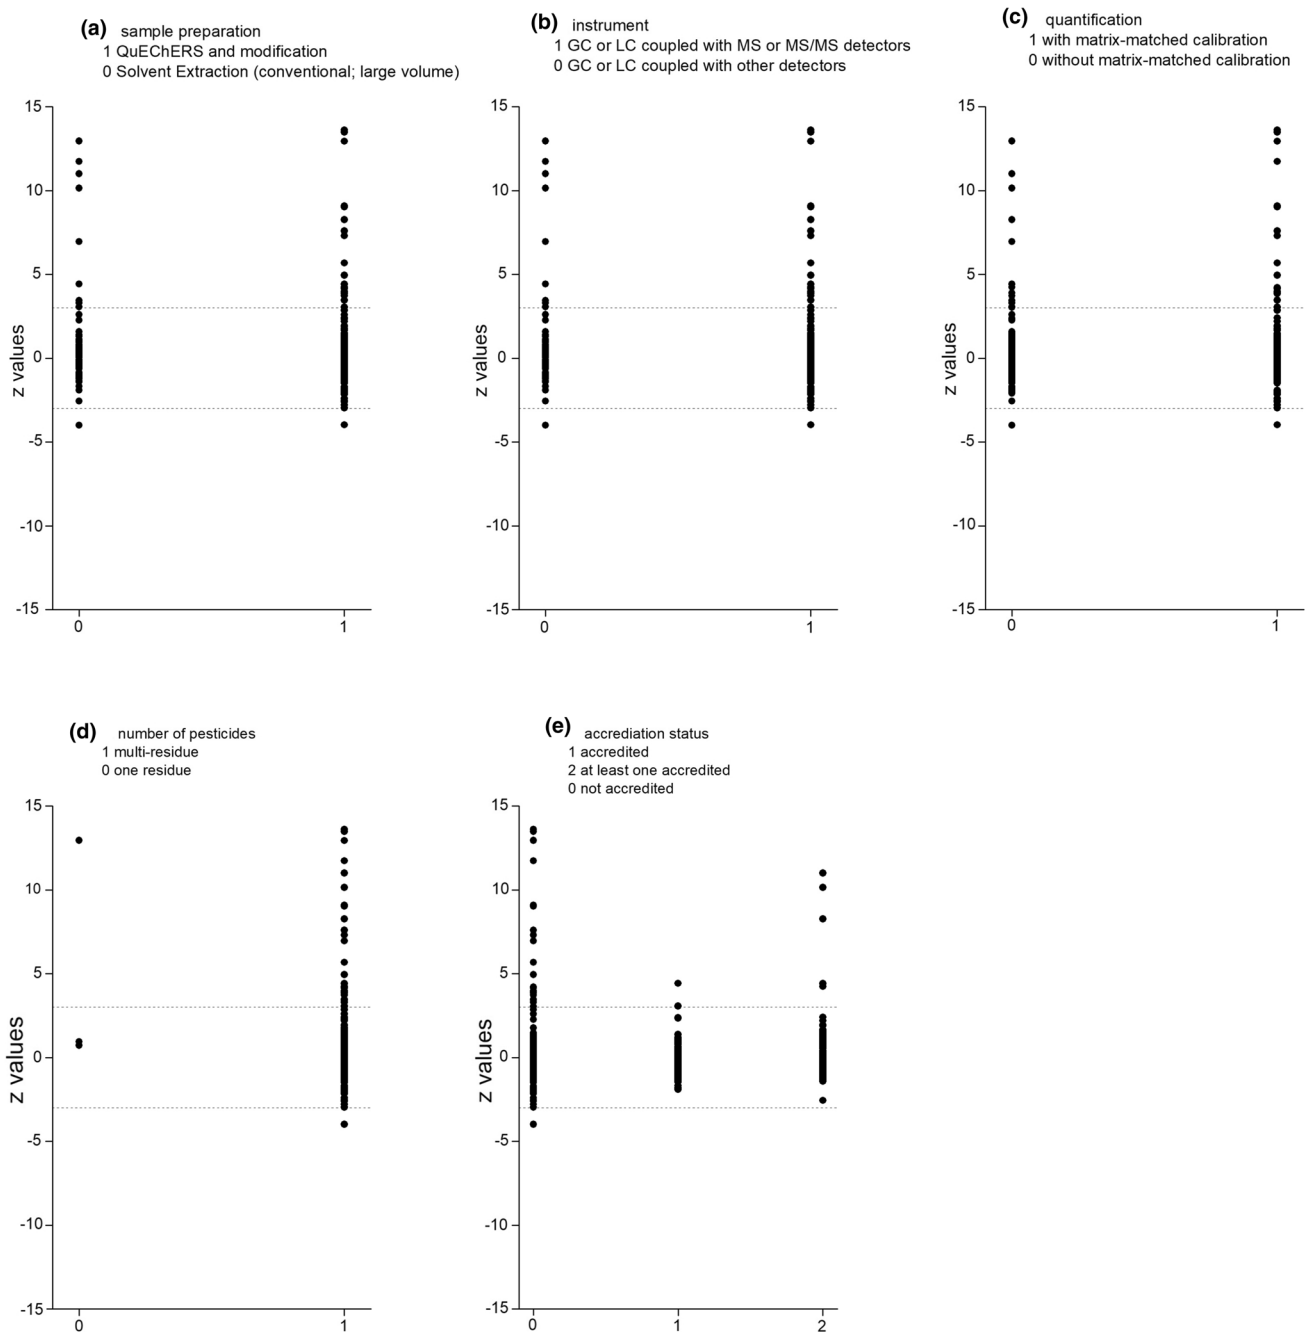 (a) sample preparation
1 QuEChERS and modification
0 Solvent Extraction (conventional; large volume)
15
10
5
0
-5
-10
-15
z values
0 1
(b) instrument
1 GC or LC coupled with MS or MS/MS detectors
0 GC or LC coupled with other detectors
15
10
5
0
-5
-10
-15
z values
0 1
(c) quantification
1 with matrix-matched calibration
0 without matrix-matched calibration
15
10
5
0
-5
-10
-15
z values
0 1
(d) number of pesticides
1 multi-residue
0 one residue
15
10
5
0
-5
-10
-15
z values
0 1
(e) accrediation status
1 accredited
2 at least one accredited
0 not accredited
15
10
5
0
-5
-10
-15
z values
0 1 2